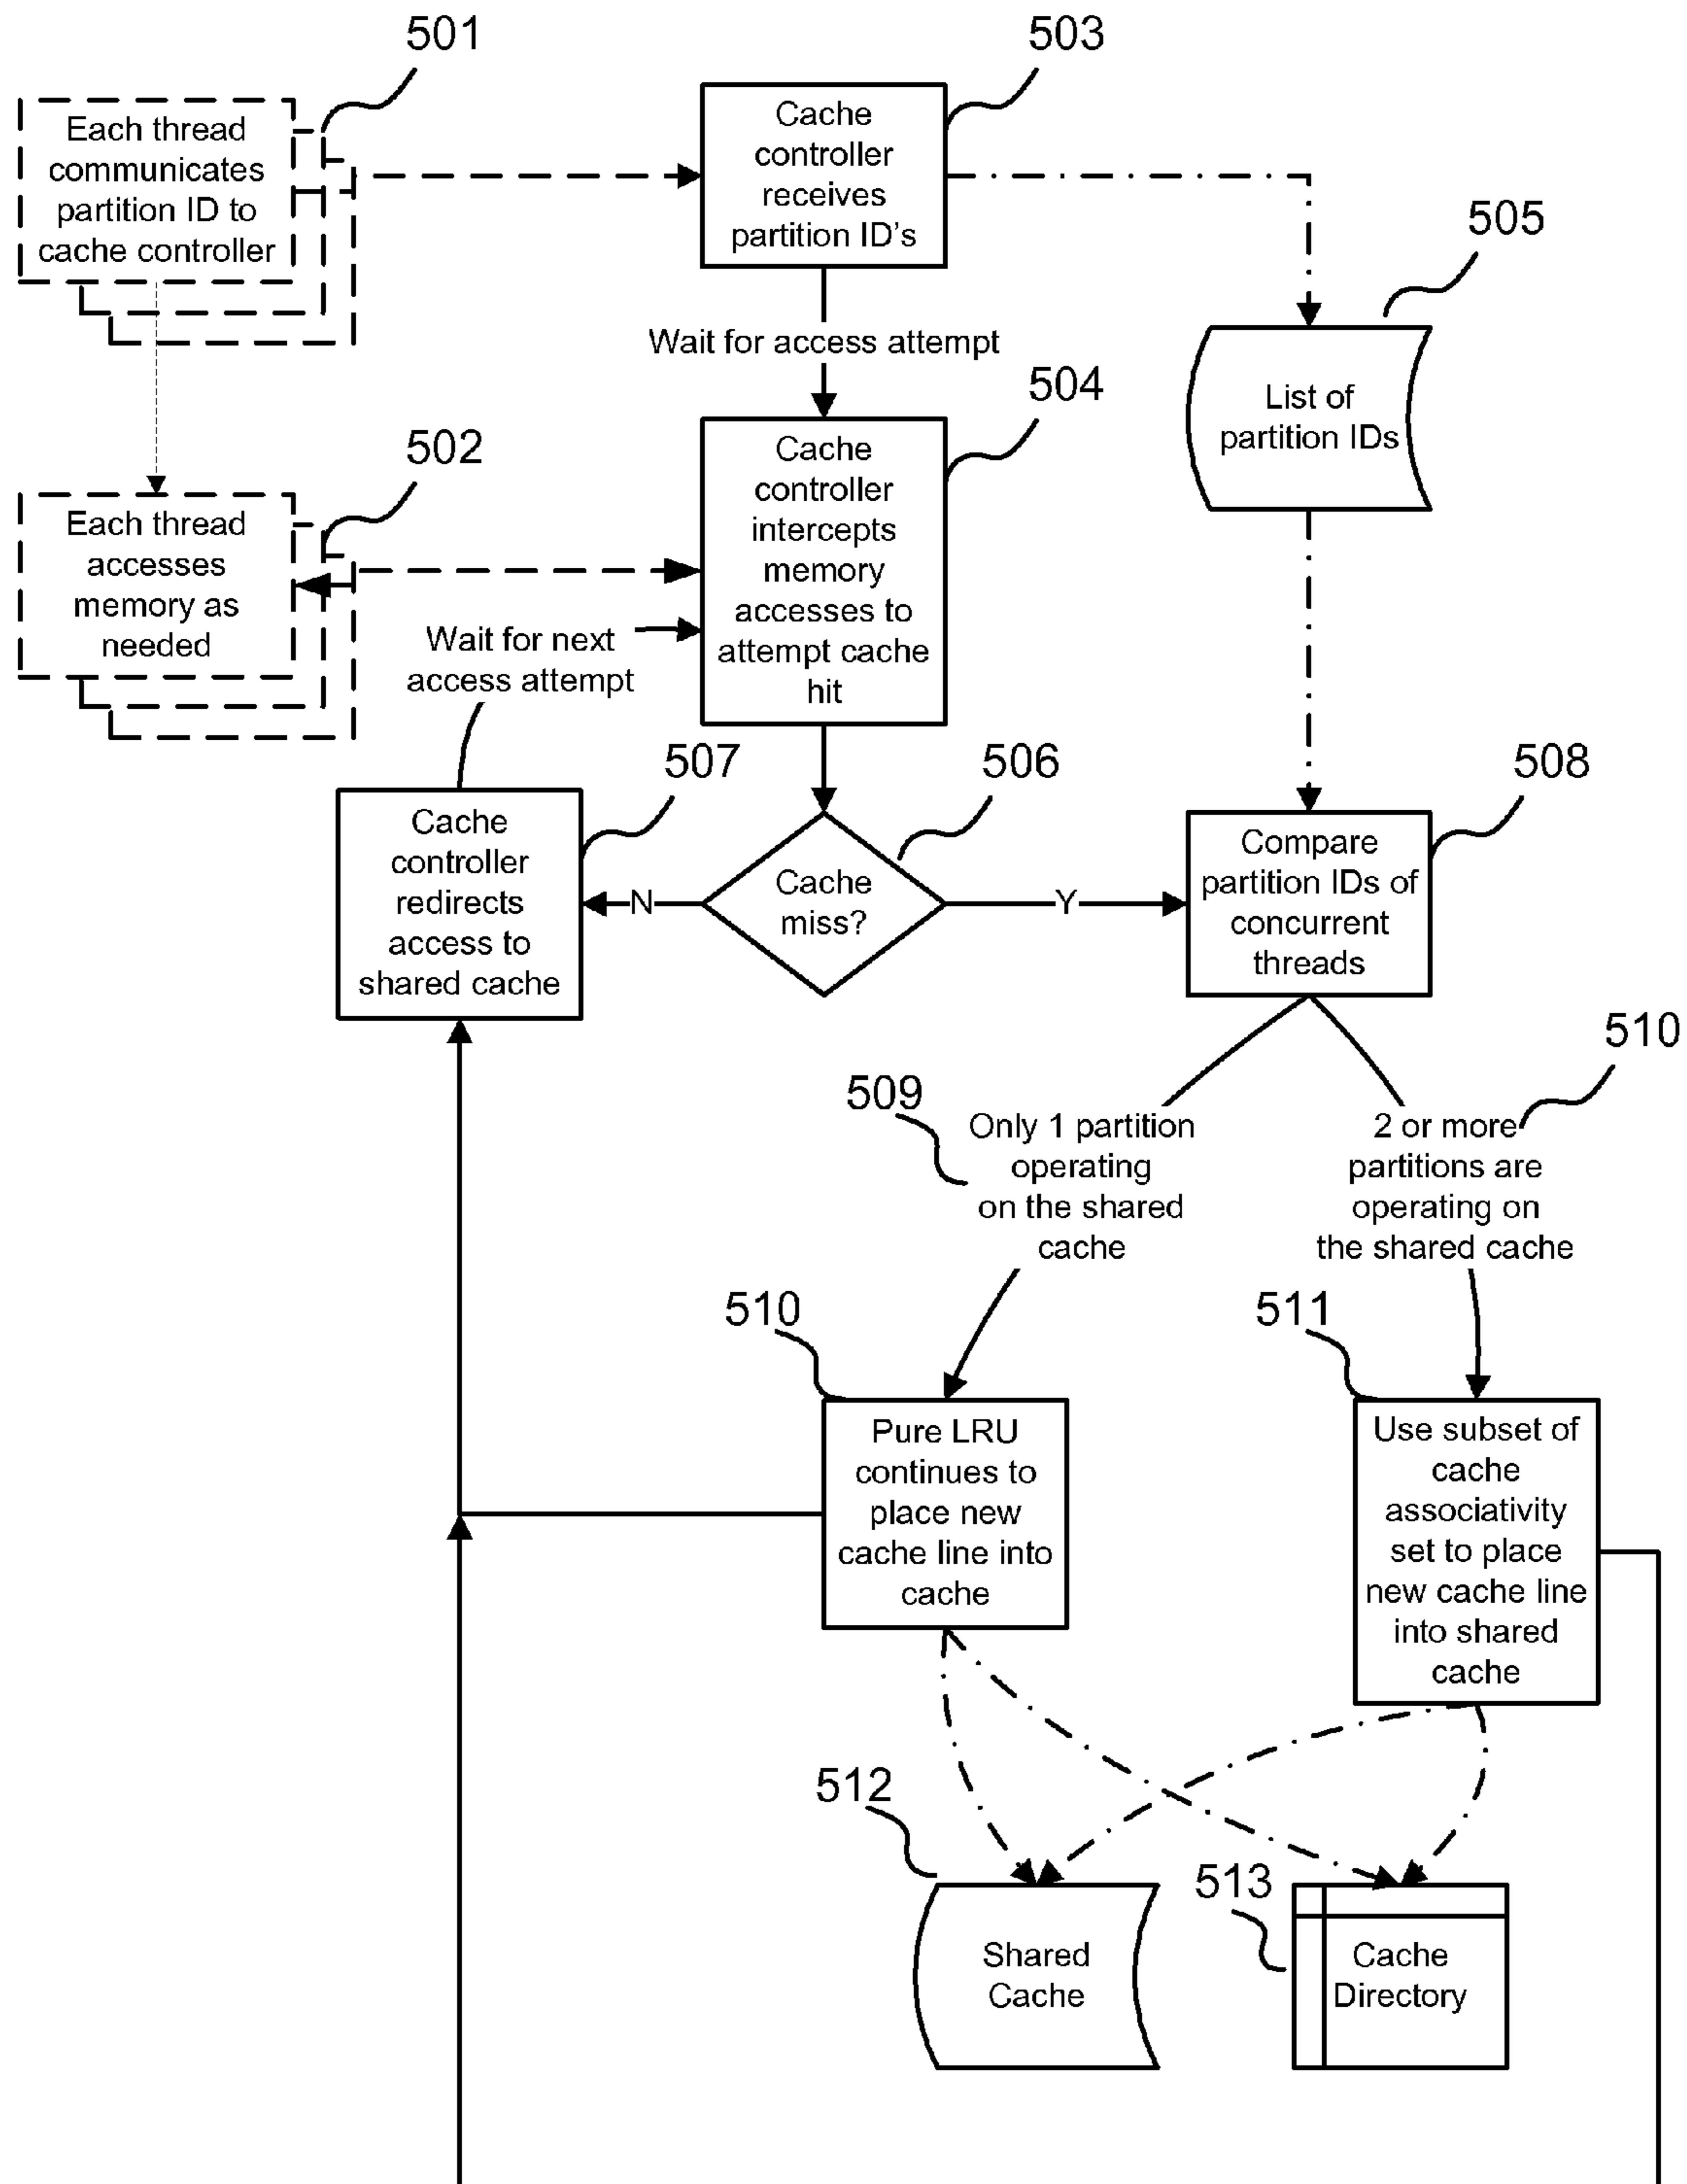 501
Each thread
communicates
partition ID to
cache controller
503
Cache
controller
receives
partition ID's
505
List of
partition IDs
Wait for access attempt
504
Cache
controller
intercepts
memory
accesses to
attempt cache
hit
502
Each thread
accesses
memory as
needed
Wait for next
access attempt
507
Cache
controller
redirects
access to
shared cache
506
Cache
miss?
N
Y
508
Compare
partition IDs of
concurrent
threads
509
Only 1 partition
operating
on the shared
cache
510
2 or more
partitions are
operating on
the shared cache
510
Pure LRU
continues to
place new
cache line into
cache
511
Use subset of
cache
associativity
set to place
new cache line
into shared
cache
512
Shared
Cache
513
Cache
Directory